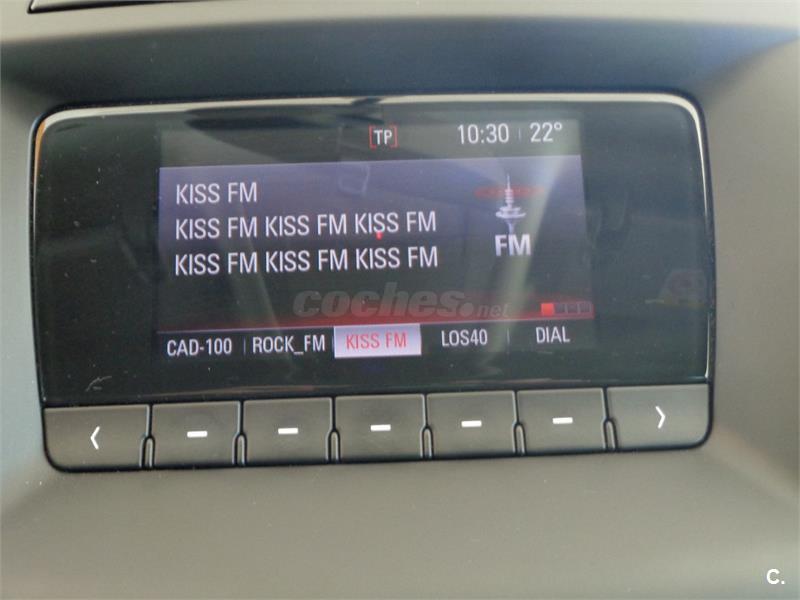 [TP] 10:30 22°
KISS FM
KISS FM KISS FM KISS FM
KISS FM KISS FM KISS FM
FM
coches.net
CAD-100 ROCK_FM KISS FM LOS40 DIAL
C.